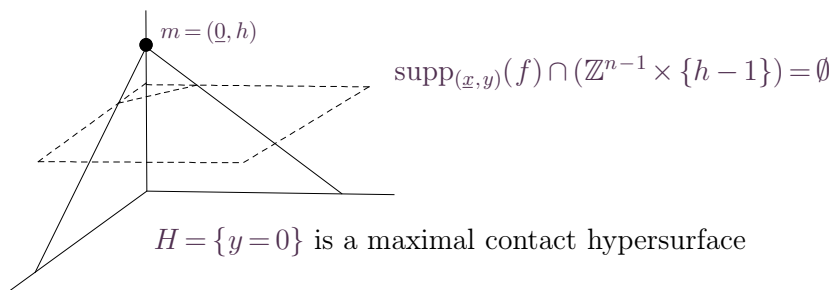 m = (0, h)
supp_{(x,y)}(f) ∩ (ℤ^{n−1} × {h − 1}) = ∅
H = {y = 0} is a maximal contact hypersurface